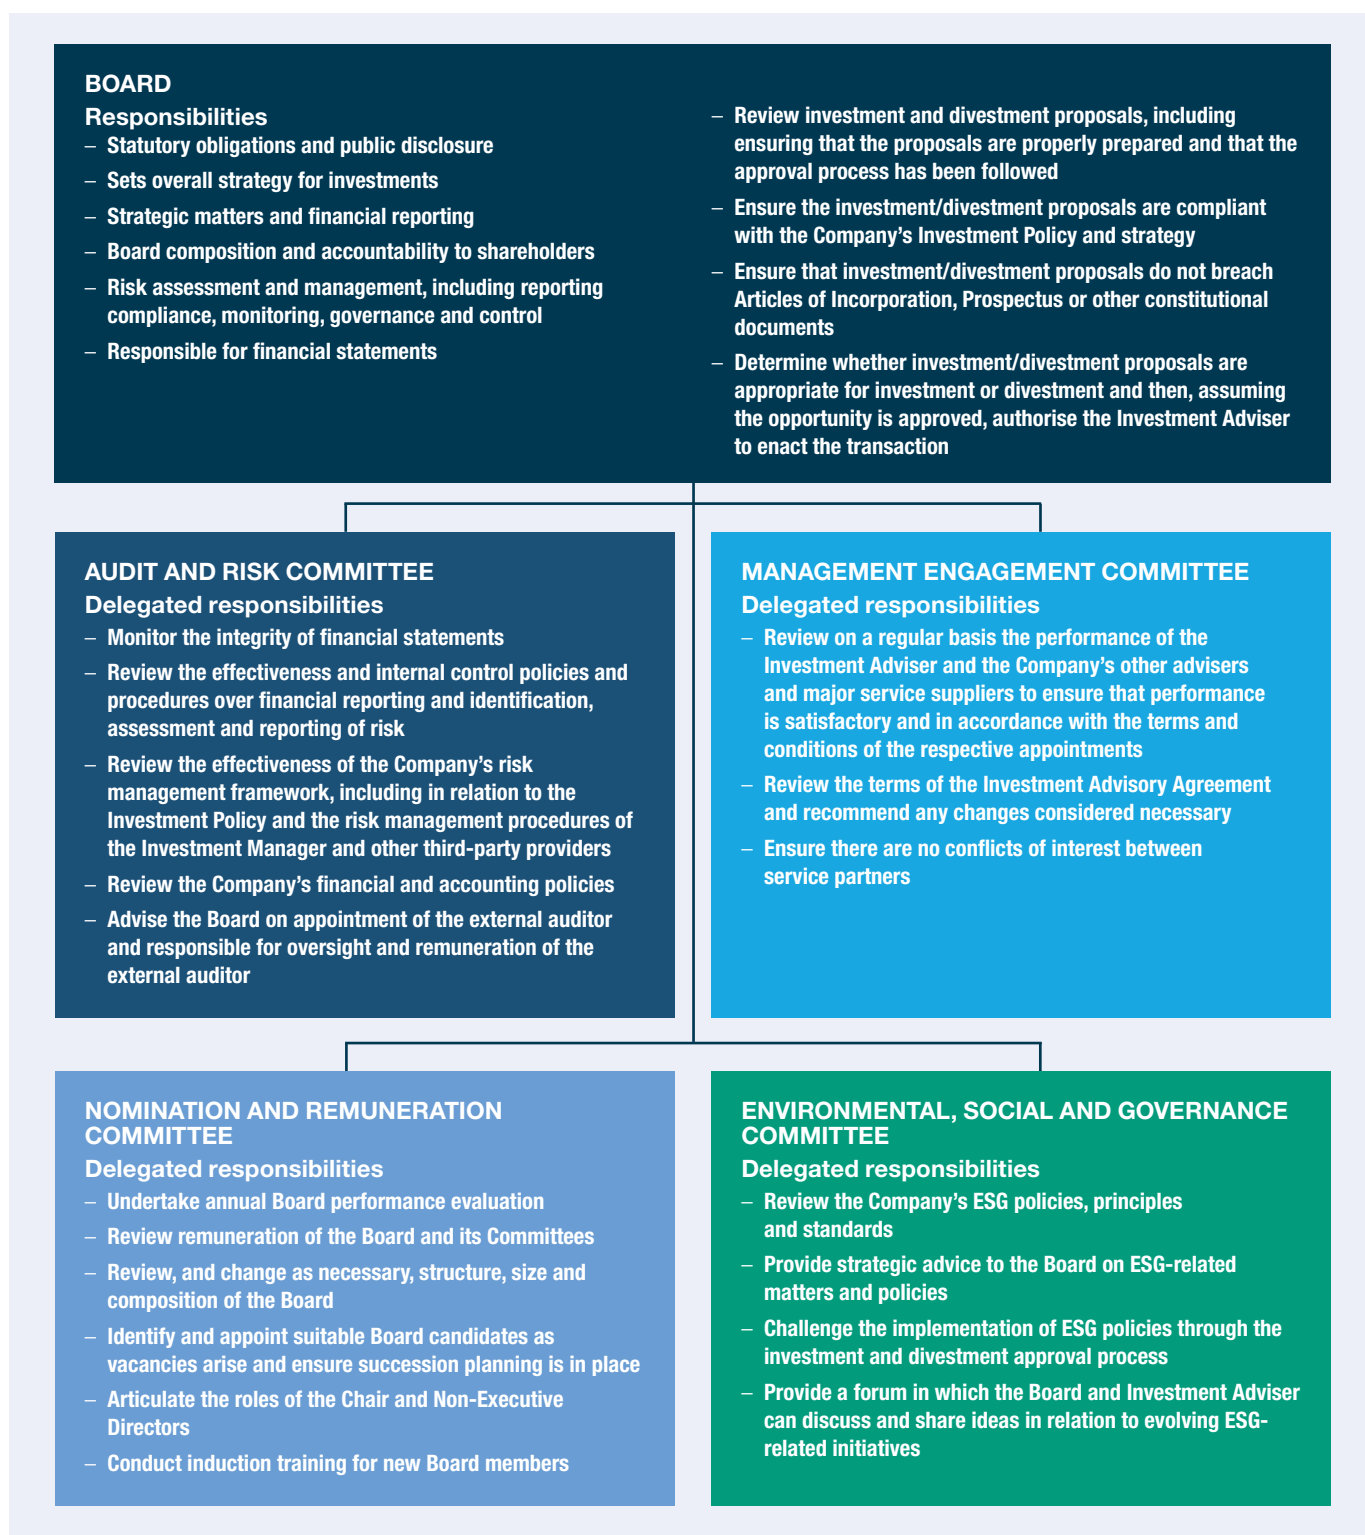 BOARD
Responsibilities
– Statutory obligations and public disclosure
– Sets overall strategy for investments
– Strategic matters and financial reporting
– Board composition and accountability to shareholders
– Risk assessment and management, including reporting
compliance, monitoring, governance and control
– Responsible for financial statements
– Review investment and divestment proposals, including
ensuring that the proposals are properly prepared and that the
approval process has been followed
– Ensure the investment/divestment proposals are compliant
with the Company’s Investment Policy and strategy
– Ensure that investment/divestment proposals do not breach
Articles of Incorporation, Prospectus or other constitutional
documents
– Determine whether investment/divestment proposals are
appropriate for investment or divestment and then, assuming
the opportunity is approved, authorise the Investment Adviser
to enact the transaction
AUDIT AND RISK COMMITTEE
Delegated responsibilities
– Monitor the integrity of financial statements
– Review the effectiveness and internal control policies and
procedures over financial reporting and identification,
assessment and reporting of risk
– Review the effectiveness of the Company’s risk
management framework, including in relation to the
Investment Policy and the risk management procedures of
the Investment Manager and other third-party providers
– Review the Company’s financial and accounting policies
– Advise the Board on appointment of the external auditor
and responsible for oversight and remuneration of the
external auditor
MANAGEMENT ENGAGEMENT COMMITTEE
Delegated responsibilities
– Review on a regular basis the performance of the
Investment Adviser and the Company’s other advisers
and major service suppliers to ensure that performance
is satisfactory and in accordance with the terms and
conditions of the respective appointments
– Review the terms of the Investment Advisory Agreement
and recommend any changes considered necessary
– Ensure there are no conflicts of interest between
service partners
NOMINATION AND REMUNERATION
COMMITTEE
Delegated responsibilities
– Undertake annual Board performance evaluation
– Review remuneration of the Board and its Committees
– Review, and change as necessary, structure, size and
composition of the Board
– Identify and appoint suitable Board candidates as
vacancies arise and ensure succession planning is in place
– Articulate the roles of the Chair and Non-Executive
Directors
– Conduct induction training for new Board members
ENVIRONMENTAL, SOCIAL AND GOVERNANCE
COMMITTEE
Delegated responsibilities
– Review the Company’s ESG policies, principles
and standards
– Provide strategic advice to the Board on ESG-related
matters and policies
– Challenge the implementation of ESG policies through the
investment and divestment approval process
– Provide a forum in which the Board and Investment Adviser
can discuss and share ideas in relation to evolving ESG-
related initiatives